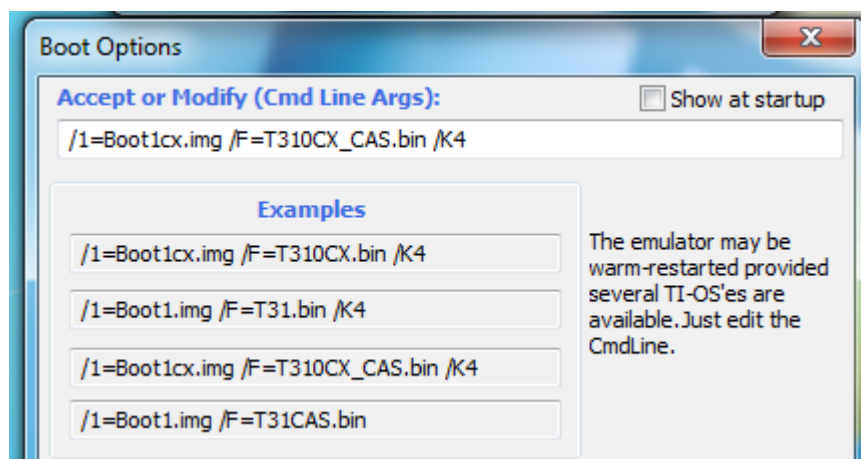 Boot Options
Accept or Modify (Cmd Line Args):
Show at startup
/1=Boot1cx.img /F=T310CX_CAS.bin /K4
Examples
/1=Boot1cx.img /F=T310CX.bin /K4
/1=Boot1.img /F=T31.bin /K4
/1=Boot1cx.img /F=T310CX_CAS.bin /K4
/1=Boot1.img /F=T31CAS.bin
The emulator may be
warm-restarted provided
several TI-OS'es are
available.Just edit the
CmdLine.